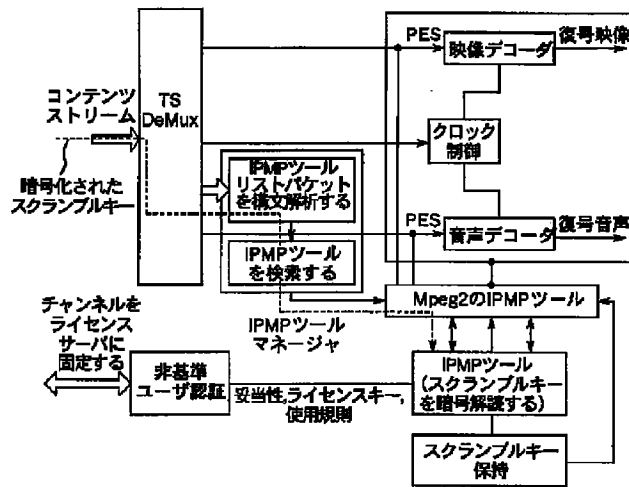 PES
映像デコーダ
復号映像
コンテンツ
ストリーム
TS
DeMux
クロック
制御
暗号化された
スクランブルキー
IPMPツール
リストパケット
を構文解析する
PES
音声デコーダ
復号音声
IPMPツール
を検索する
Mpeg2のIPMPツール
チャンネルを
ライセンス
サーバに
固定する
IPMPツール
マネージャ
非基準
ユーザ認証
妥当性,ライセンスキー,
使用規則
IPMPツール
(スクランブルキー
を暗号解読する)
スクランブルキー
保持